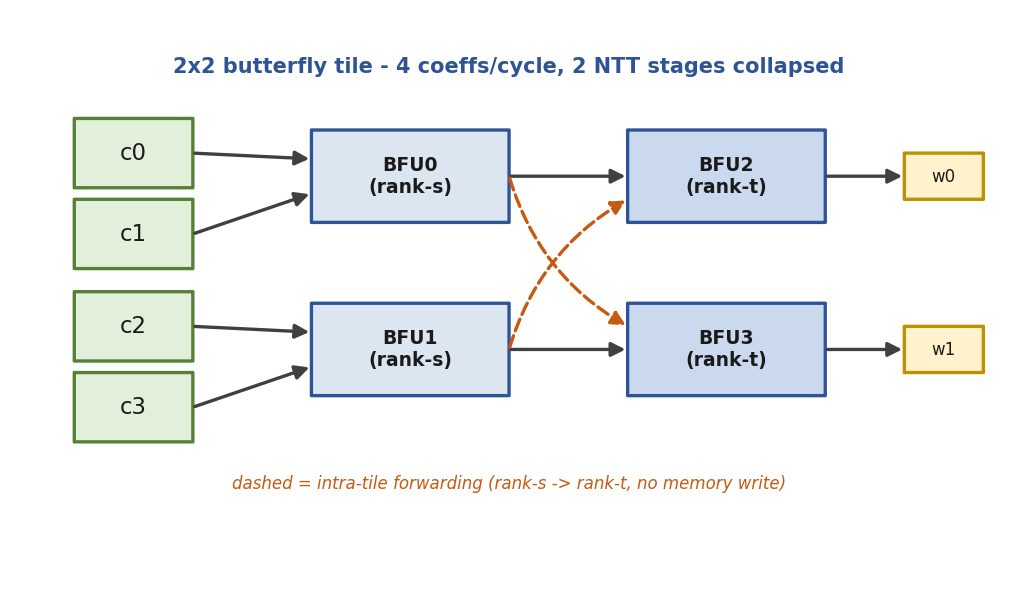 2x2 butterfly tile - 4 coeffs/cycle, 2 NTT stages collapsed
c0
c1
c2
c3
BFU0
(rank-s)
BFU1
(rank-s)
BFU2
(rank-t)
BFU3
(rank-t)
w0
w1
dashed = intra-tile forwarding (rank-s -> rank-t, no memory write)